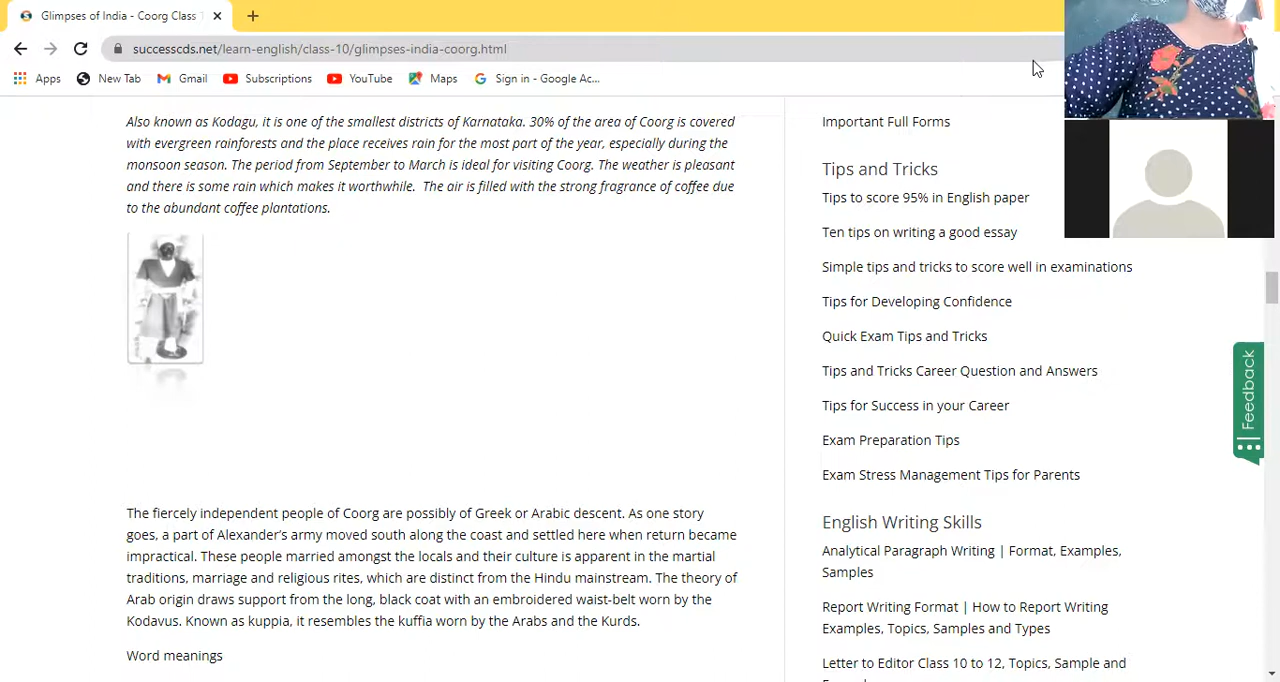 Glimpses of India - Coorg Class
successcds.net/learn-english/class-10/glimpses-india-coorg.html
Apps New Tab Gmail Subscriptions YouTube Maps Sign in - Google Ac...
Also known as Kodagu, it is one of the smallest districts of Karnataka. 30% of the area of Coorg is covered
with evergreen rainforests and the place receives rain for the most part of the year, especially during the
monsoon season. The period from September to March is ideal for visiting Coorg. The weather is pleasant
and there is some rain which makes it worthwhile. The air is filled with the strong fragrance of coffee due
to the abundant coffee plantations.
The fiercely independent people of Coorg are possibly of Greek or Arabic descent. As one story
goes, a part of Alexander's army moved south along the coast and settled here when return became
impractical. These people married amongst the locals and their culture is apparent in the martial
traditions, marriage and religious rites, which are distinct from the Hindu mainstream. The theory of
Arab origin draws support from the long, black coat with an embroidered waist-belt worn by the
Kodavus. Known as kuppia, it resembles the kuffia worn by the Arabs and the Kurds.
Word meanings
Important Full Forms
Tips and Tricks
Tips to score 95% in English paper
Ten tips on writing a good essay
Simple tips and tricks to score well in examinations
Tips for Developing Confidence
Quick Exam Tips and Tricks
Tips and Tricks Career Question and Answers
Tips for Success in your Career
Exam Preparation Tips
Exam Stress Management Tips for Parents
English Writing Skills
Analytical Paragraph Writing | Format, Examples,
Samples
Report Writing Format | How to Report Writing
Examples, Topics, Samples and Types
Letter to Editor Class 10 to 12, Topics, Sample and
Feedback